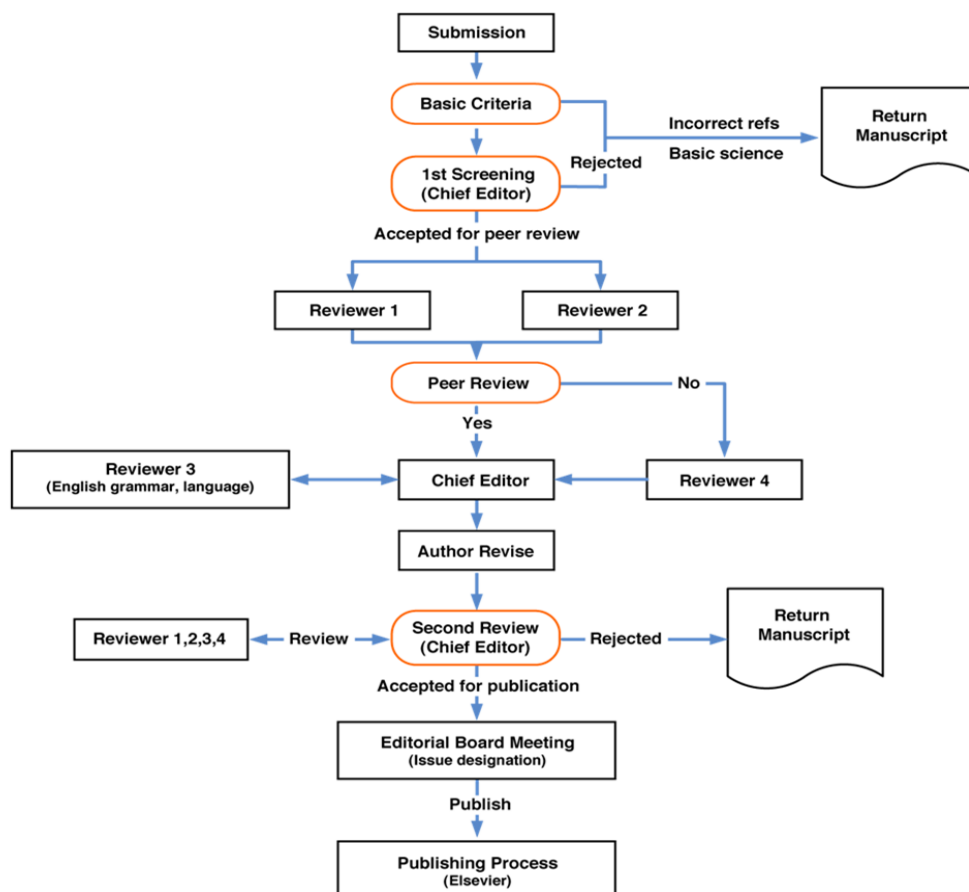 Submission
Basic Criteria
Incorrect refs
Basic science
Rejected
Return
Manuscript
1st Screening
(Chief Editor)
Accepted for peer review
Reviewer 1
Reviewer 2
Peer Review
No
Yes
Reviewer 3
(English grammar, language)
Chief Editor
Reviewer 4
Author Revise
Reviewer 1,2,3,4
Review
Second Review
(Chief Editor)
Rejected
Return
Manuscript
Accepted for publication
Editorial Board Meeting
(Issue designation)
Publish
Publishing Process
(Elsevier)